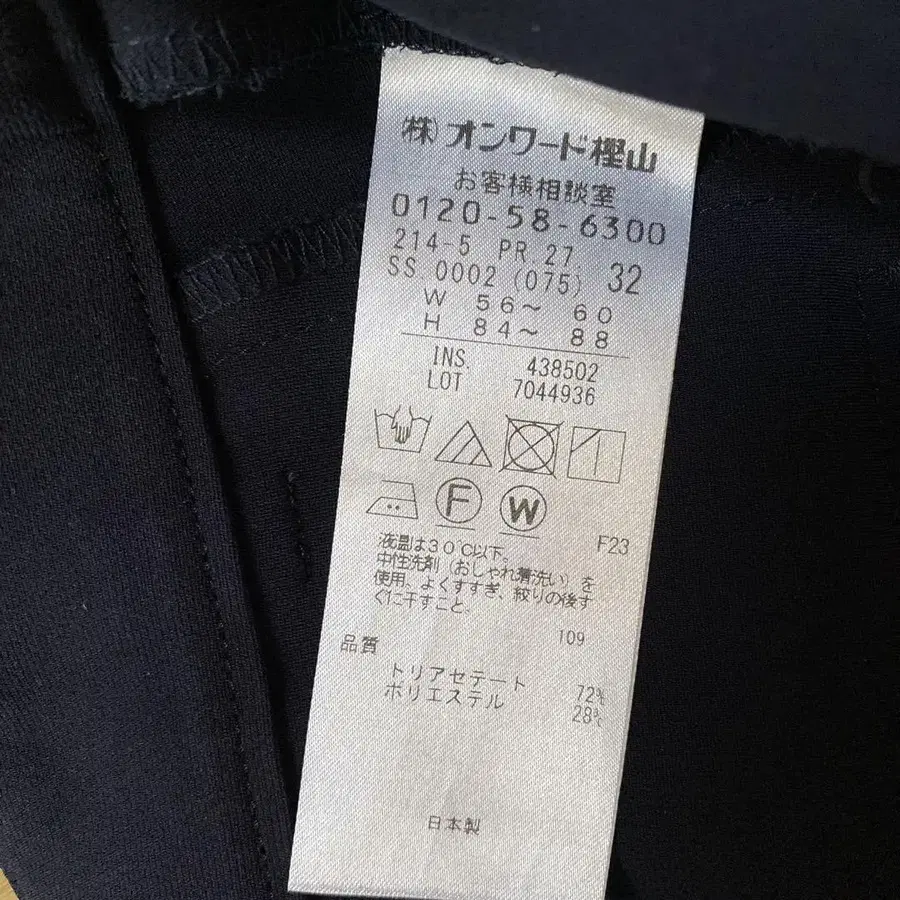 (株)オンワード樫山
お客様相談室
0120-58-6300
214-5 PR.27. 32
SS.0002 (075)
W 56～ 60
H 84～ 88
INS. 438502
LOT 7044936
F W
F23
液温は30℃以下。
中性洗剤（おしゃれ着洗い）を
使用、よくすすぎ、絞りの後す
ぐに干すこと。
109
品質
トリアセテート 72%
ポリエステル 28%
日本製